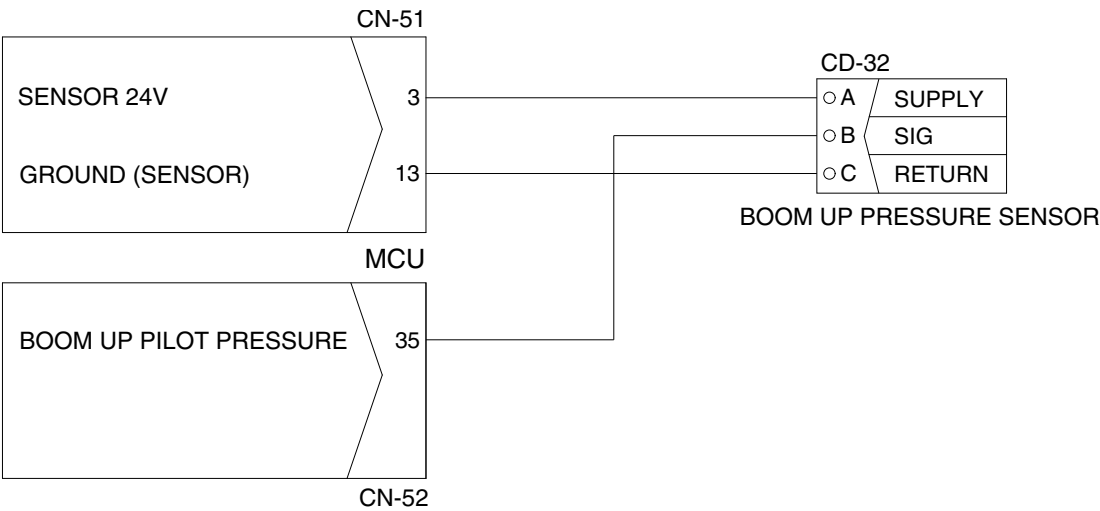 CN-51
SENSOR 24V 3
GROUND (SENSOR) 13
CD-32
A SUPPLY
B SIG
C RETURN
BOOM UP PRESSURE SENSOR
MCU
BOOM UP PILOT PRESSURE 35
CN-52